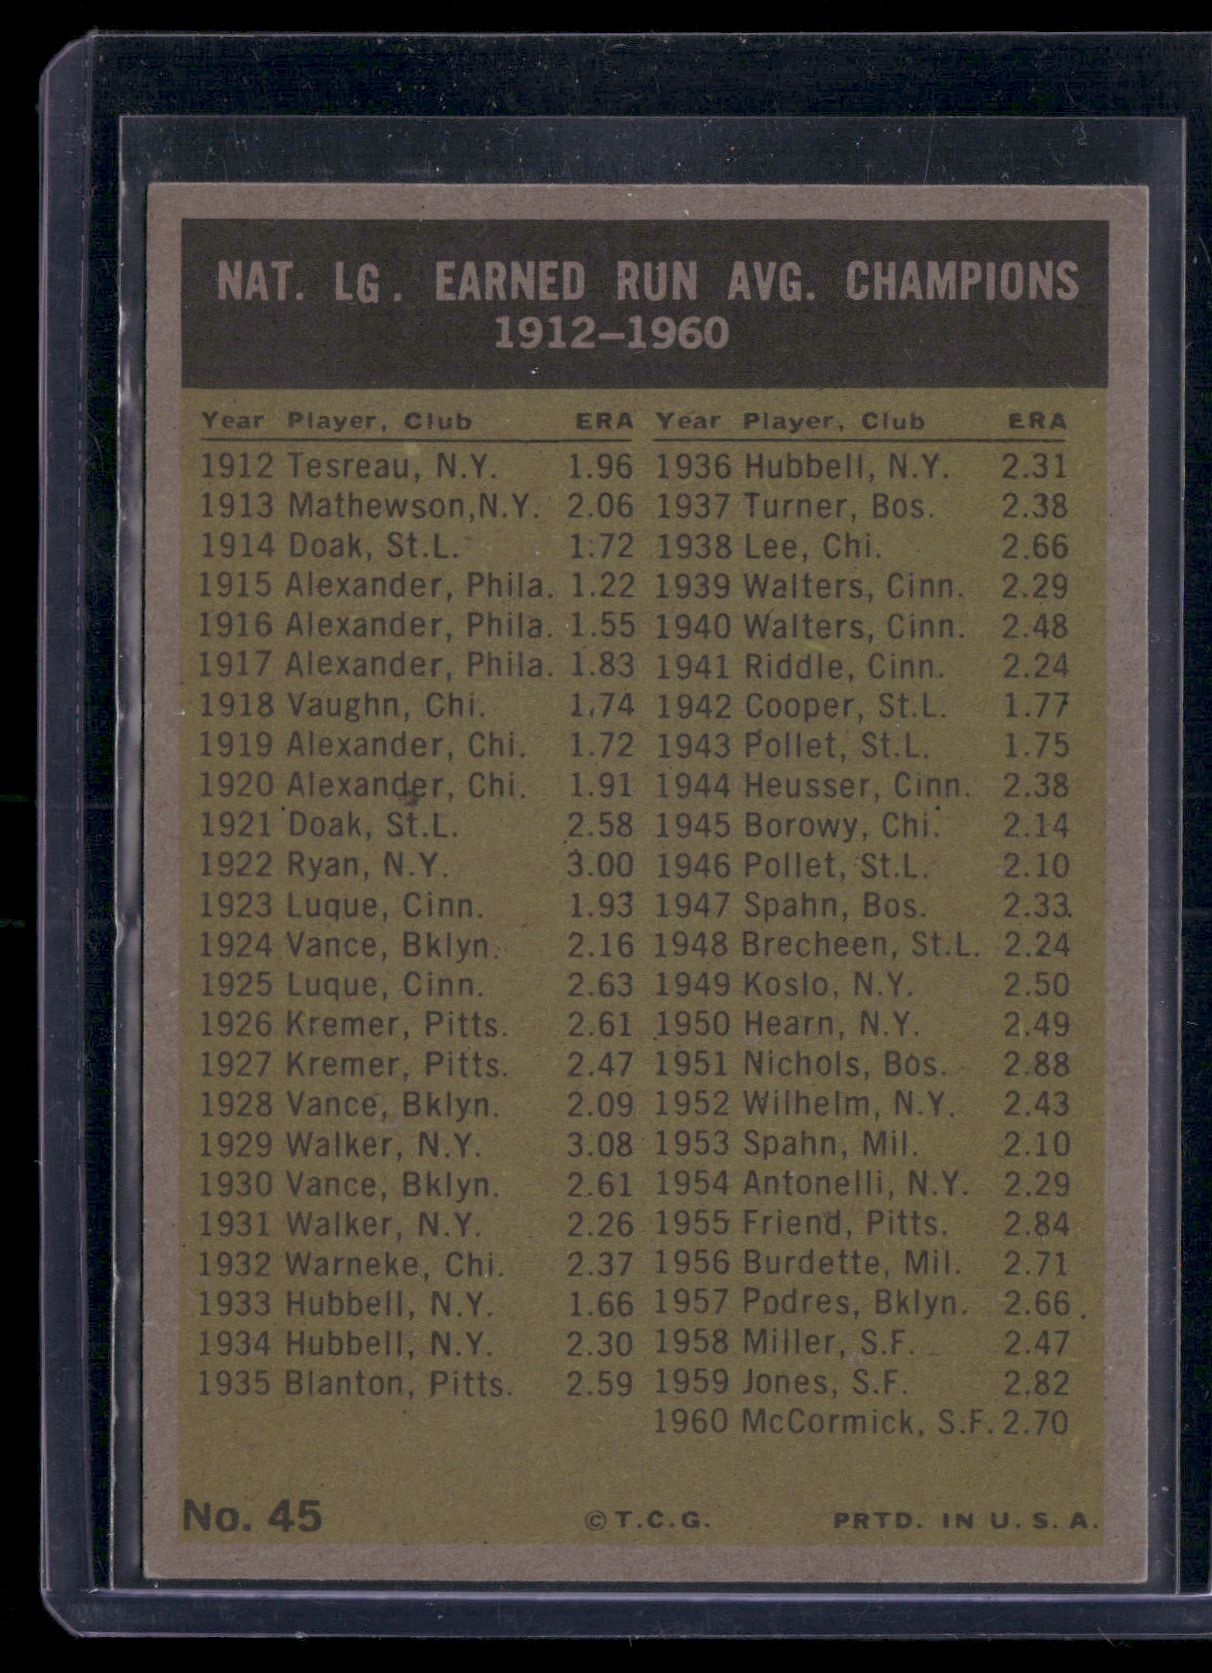 NAT. LG. EARNED RUN AVG. CHAMPIONS
1912–1960
Year Player, Club ERA
1912 Tesreau, N.Y. 1.96
1913 Mathewson,N.Y. 2.06
1914 Doak, St.L. 1.72
1915 Alexander, Phila. 1.22
1916 Alexander, Phila. 1.55
1917 Alexander, Phila. 1.83
1918 Vaughn, Chi. 1.74
1919 Alexander, Chi. 1.72
1920 Alexander, Chi. 1.91
1921 Doak, St.L. 2.58
1922 Ryan, N.Y. 3.00
1923 Luque, Cinn. 1.93
1924 Vance, Bklyn. 2.16
1925 Luque, Cinn. 2.63
1926 Kremer, Pitts. 2.61
1927 Kremer, Pitts. 2.47
1928 Vance, Bklyn. 2.09
1929 Walker, N.Y. 3.08
1930 Vance, Bklyn. 2.61
1931 Walker, N.Y. 2.26
1932 Warneke, Chi. 2.37
1933 Hubbell, N.Y. 1.66
1934 Hubbell, N.Y. 2.30
1935 Blanton, Pitts. 2.59
Year Player, Club ERA
1936 Hubbell, N.Y. 2.31
1937 Turner, Bos. 2.38
1938 Lee, Chi. 2.66
1939 Walters, Cinn. 2.29
1940 Walters, Cinn. 2.48
1941 Riddle, Cinn. 2.24
1942 Cooper, St.L. 1.77
1943 Pollet, St.L. 1.75
1944 Heusser, Cinn. 2.38
1945 Borowy, Chi. 2.14
1946 Pollet, St.L. 2.10
1947 Spahn, Bos. 2.33
1948 Brecheen, St.L. 2.24
1949 Koslo, N.Y. 2.50
1950 Hearn, N.Y. 2.49
1951 Nichols, Bos. 2.88
1952 Wilhelm, N.Y. 2.43
1953 Spahn, Mil. 2.10
1954 Antonelli, N.Y. 2.29
1955 Friend, Pitts. 2.84
1956 Burdette, Mil. 2.71
1957 Podres, Bklyn. 2.66
1958 Miller, S.F. 2.47
1959 Jones, S.F. 2.82
1960 McCormick, S.F. 2.70
No. 45 © T.C.G. PRTD. IN U.S.A.